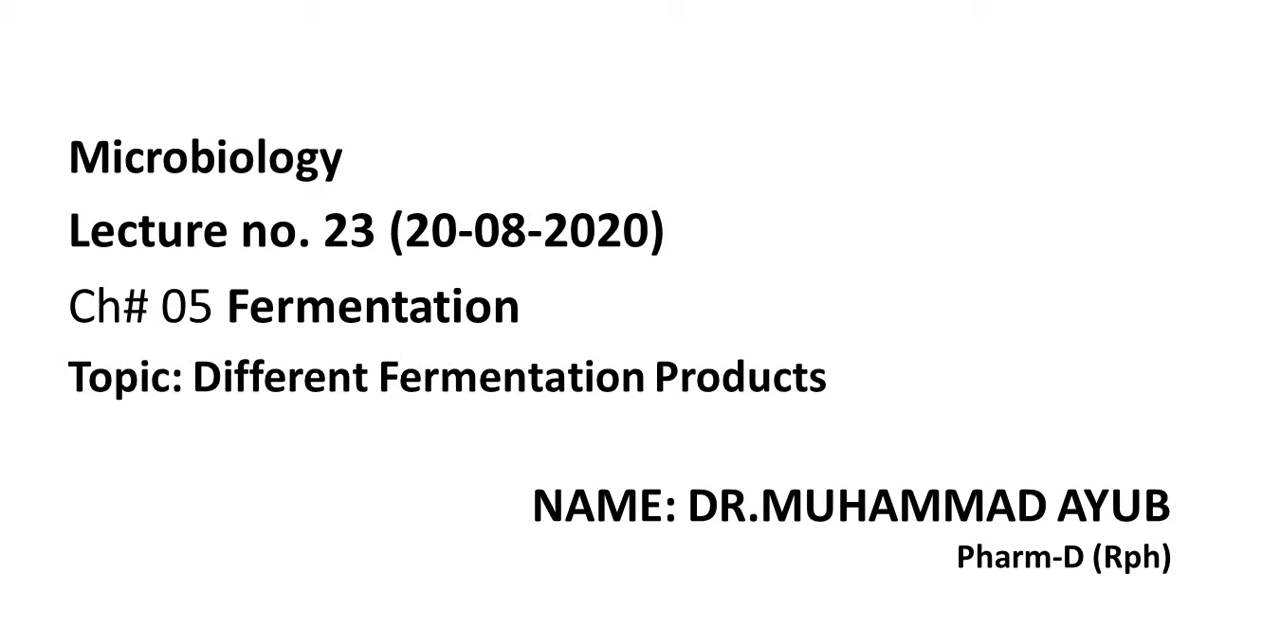 Microbiology
Lecture no. 23 (20-08-2020)
Ch# 05 Fermentation
Topic: Different Fermentation Products
NAME: DR.MUHAMMAD AYUB
Pharm-D (Rph)